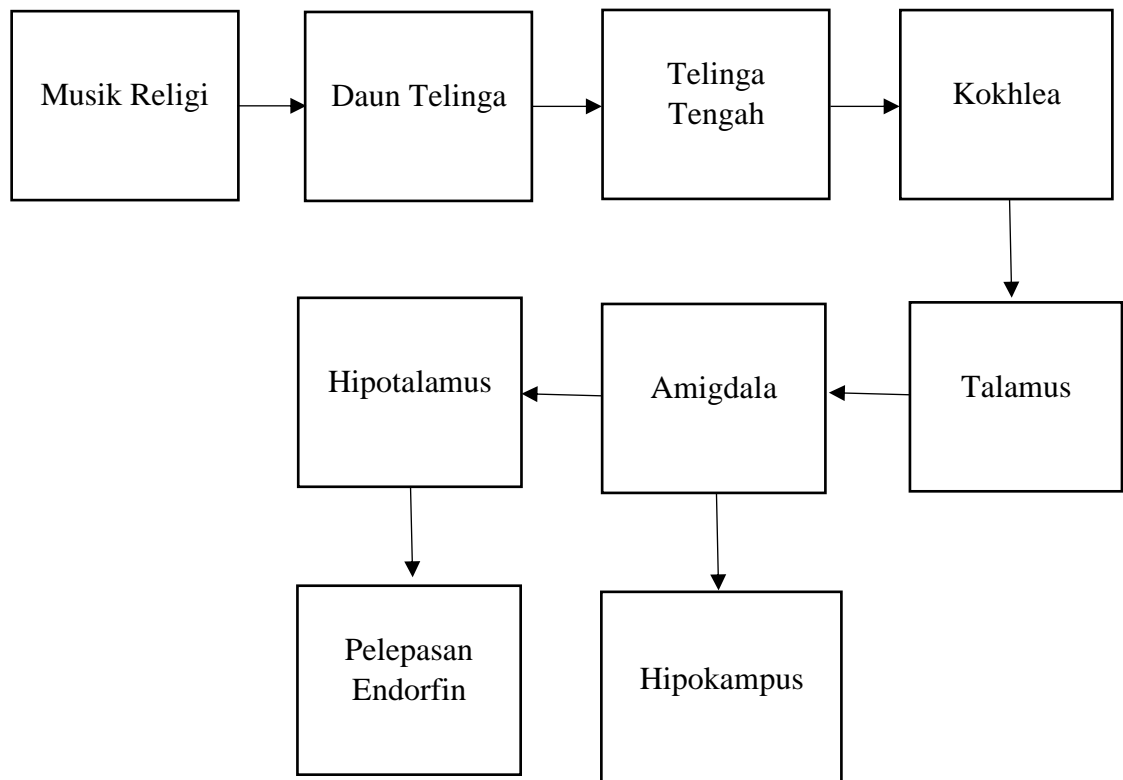 Musik Religi
Daun Telinga
Telinga
Tengah
Kokhlea
Hipotalamus
Amigdala
Talamus
Pelepasan
Endorfin
Hipokampus